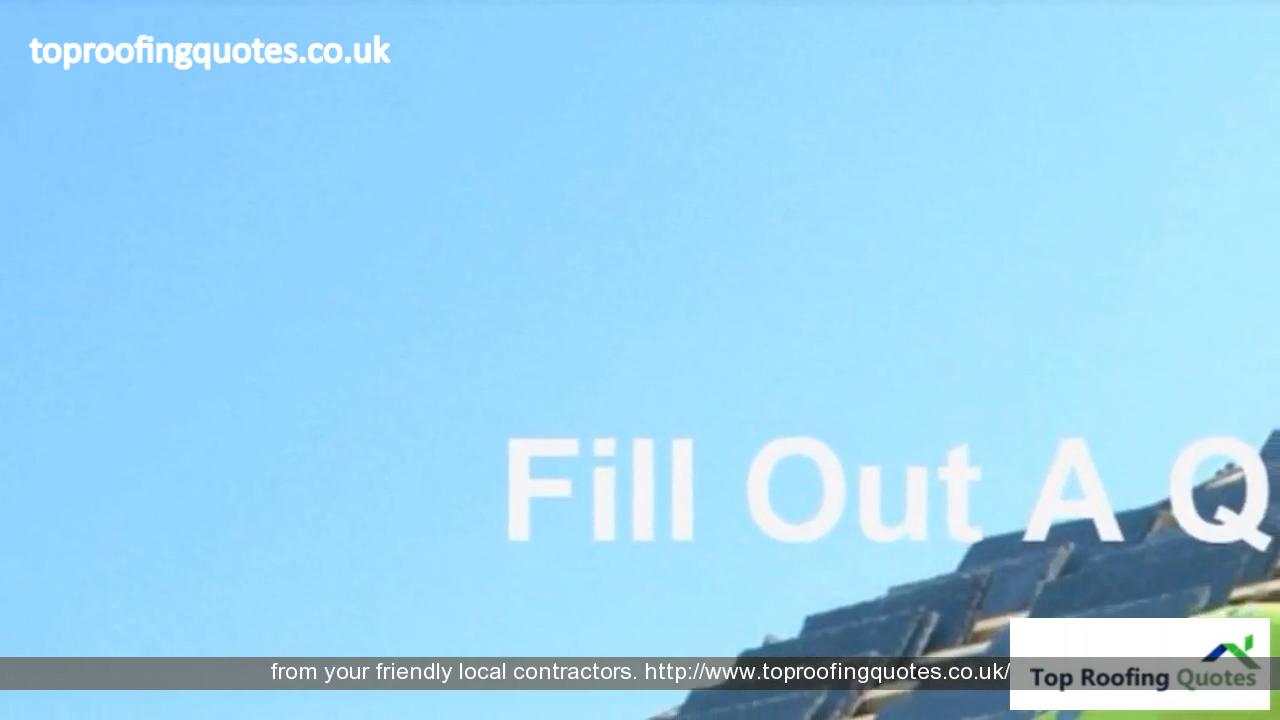 toproofingquotes.co.uk
Fill Out A Q
from your friendly local contractors. http://www.toproofingquotes.co.uk/
Top Roofing Quotes